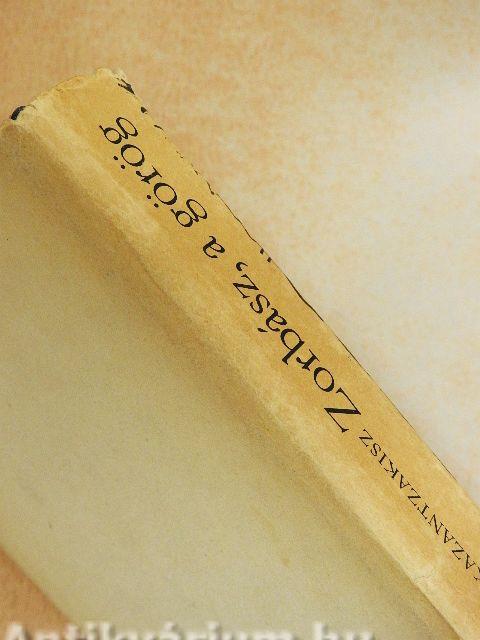 KAZANTZAKISZ Zorbász, a görög
Antikvárium.hu